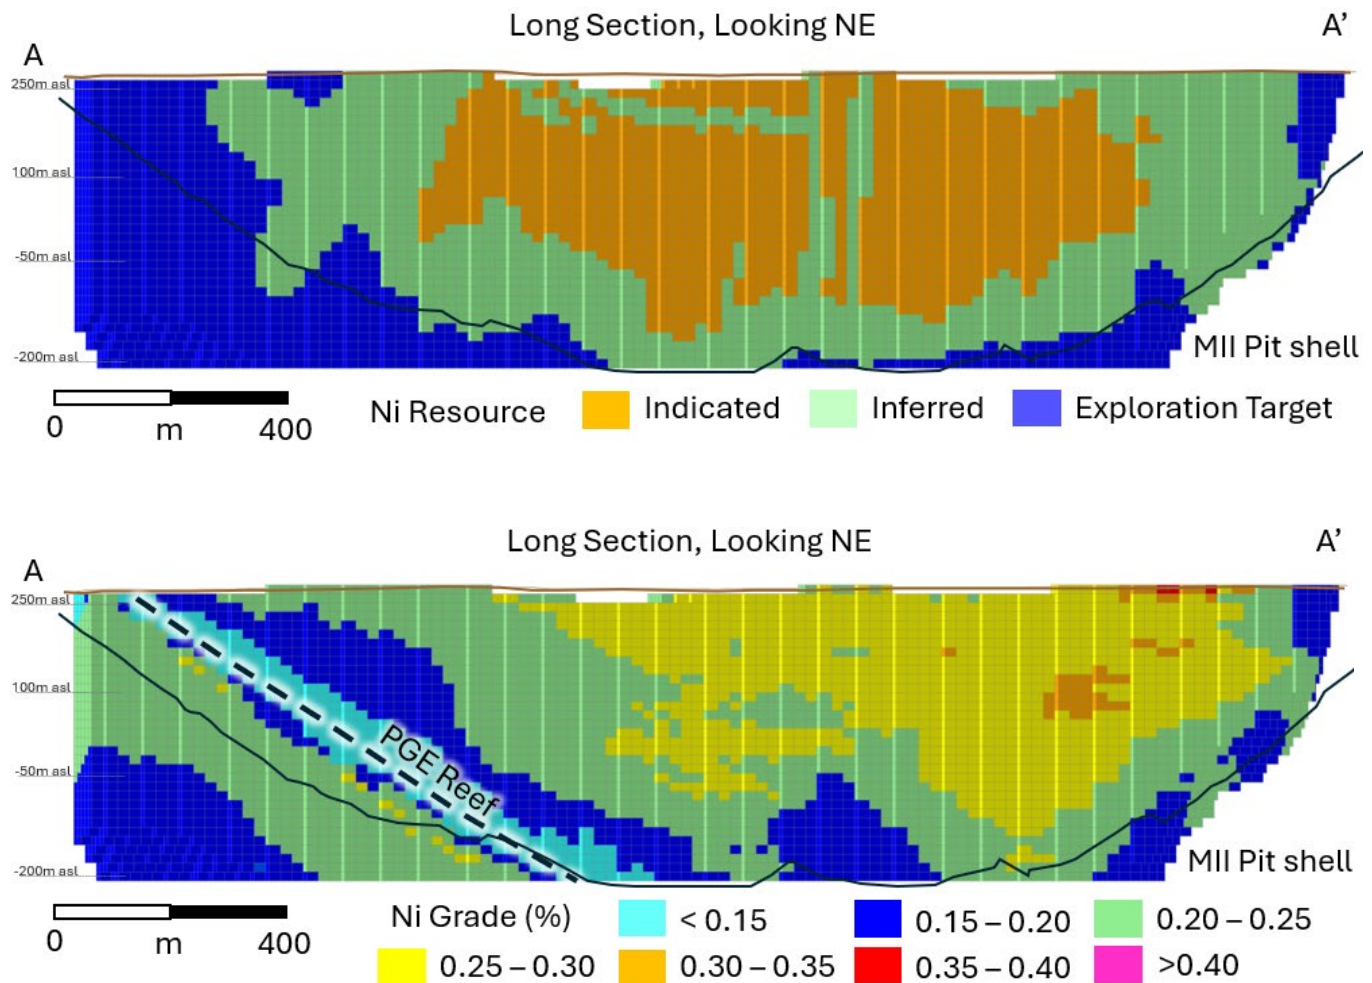 Long Section, Looking NE
A
A'
250m asl
100m asl
-50m asl
-200m asl
MII Pit shell
0 m 400
Ni Resource Indicated Inferred Exploration Target
Long Section, Looking NE
A
A'
250m asl
100m asl
-50m asl
PGE Reef
-200m asl
MII Pit shell
0 m 400
Ni Grade (%) < 0.15 0.15 – 0.20 0.20 – 0.25
0.25 – 0.30 0.30 – 0.35 0.35 – 0.40 >0.40